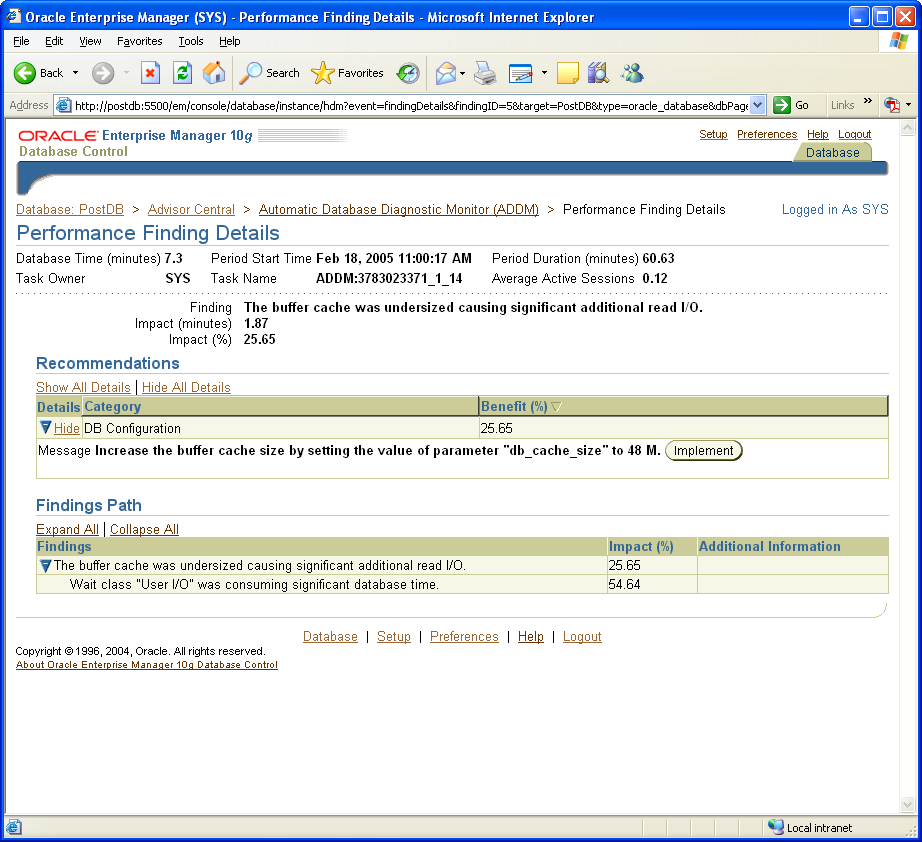 Oracle Enterprise Manager (SYS) - Performance Finding Details - Microsoft Internet Explorer
File Edit View Favorites Tools Help
Back Search Favorites
Address http://postdb:5500/em/console/database/instance/hdm?event=findingDetails&findingID=5&target=PostDB&type=oracle_database&dbPage Go Links »
ORACLE Enterprise Manager 10g
Setup Preferences Help Logout
Database Control
Database
Database: PostDB > Advisor Central > Automatic Database Diagnostic Monitor (ADDM) > Performance Finding Details Logged in As SYS
Performance Finding Details
Database Time (minutes) 7.3 Period Start Time Feb 18, 2005 11:00:17 AM Period Duration (minutes) 60.63
Task Owner SYS Task Name ADDM:3783023371_1_14 Average Active Sessions 0.12
Finding The buffer cache was undersized causing significant additional read I/O.
Impact (minutes) 1.87
Impact (%) 25.65
Recommendations
Show All Details | Hide All Details
Details Category Benefit (%)
Hide DB Configuration 25.65
Message Increase the buffer cache size by setting the value of parameter "db_cache_size" to 48 M. Implement
Findings Path
Expand All | Collapse All
Findings Impact (%) Additional Information
The buffer cache was undersized causing significant additional read I/O. 25.65
Wait class "User I/O" was consuming significant database time. 54.64
Database | Setup | Preferences | Help | Logout
Copyright © 1996, 2004, Oracle. All rights reserved.
About Oracle Enterprise Manager 10g Database Control
Local intranet